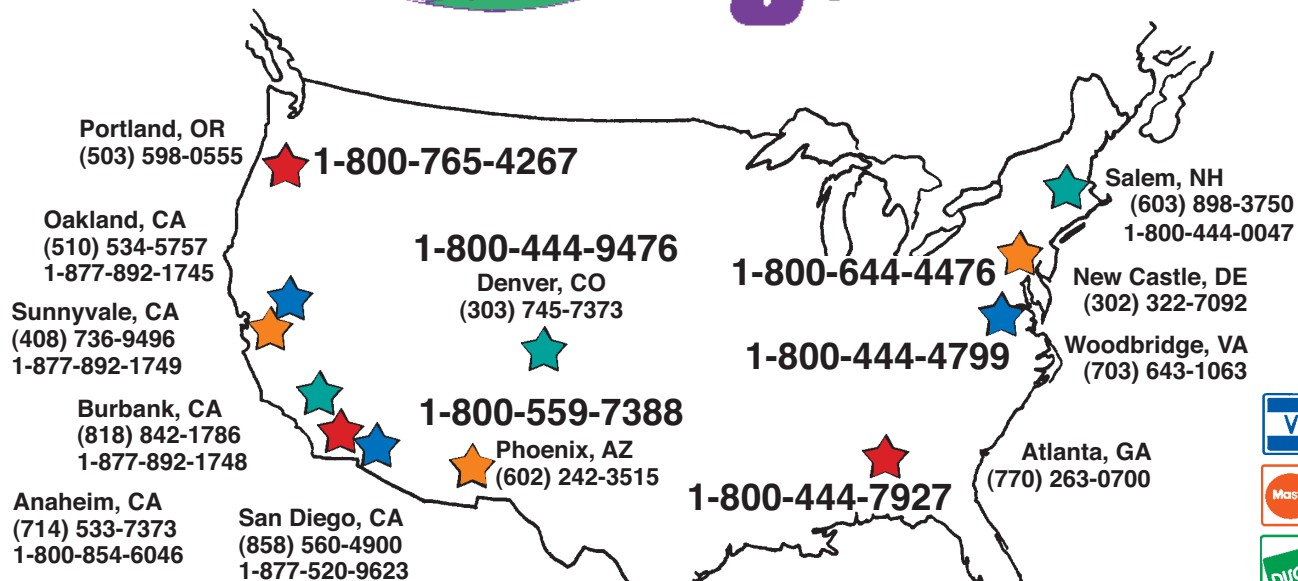 Portland, OR
(503) 598-0555
1-800-765-4267
Oakland, CA
(510) 534-5757
1-877-892-1745
Sunnyvale, CA
(408) 736-9496
1-877-892-1749
Burbank, CA
(818) 842-1786
1-877-892-1748
Anaheim, CA
(714) 533-7373
1-800-854-6046
San Diego, CA
(858) 560-4900
1-877-520-9623
1-800-444-9476
Denver, CO
(303) 745-7373
1-800-559-7388
Phoenix, AZ
(602) 242-3515
Salem, NH
(603) 898-3750
1-800-444-0047
1-800-644-4476
New Castle, DE
(302) 322-7092
1-800-444-4799
Woodbridge, VA
(703) 643-1063
Atlanta, GA
(770) 263-0700
1-800-444-7927
V
Mas